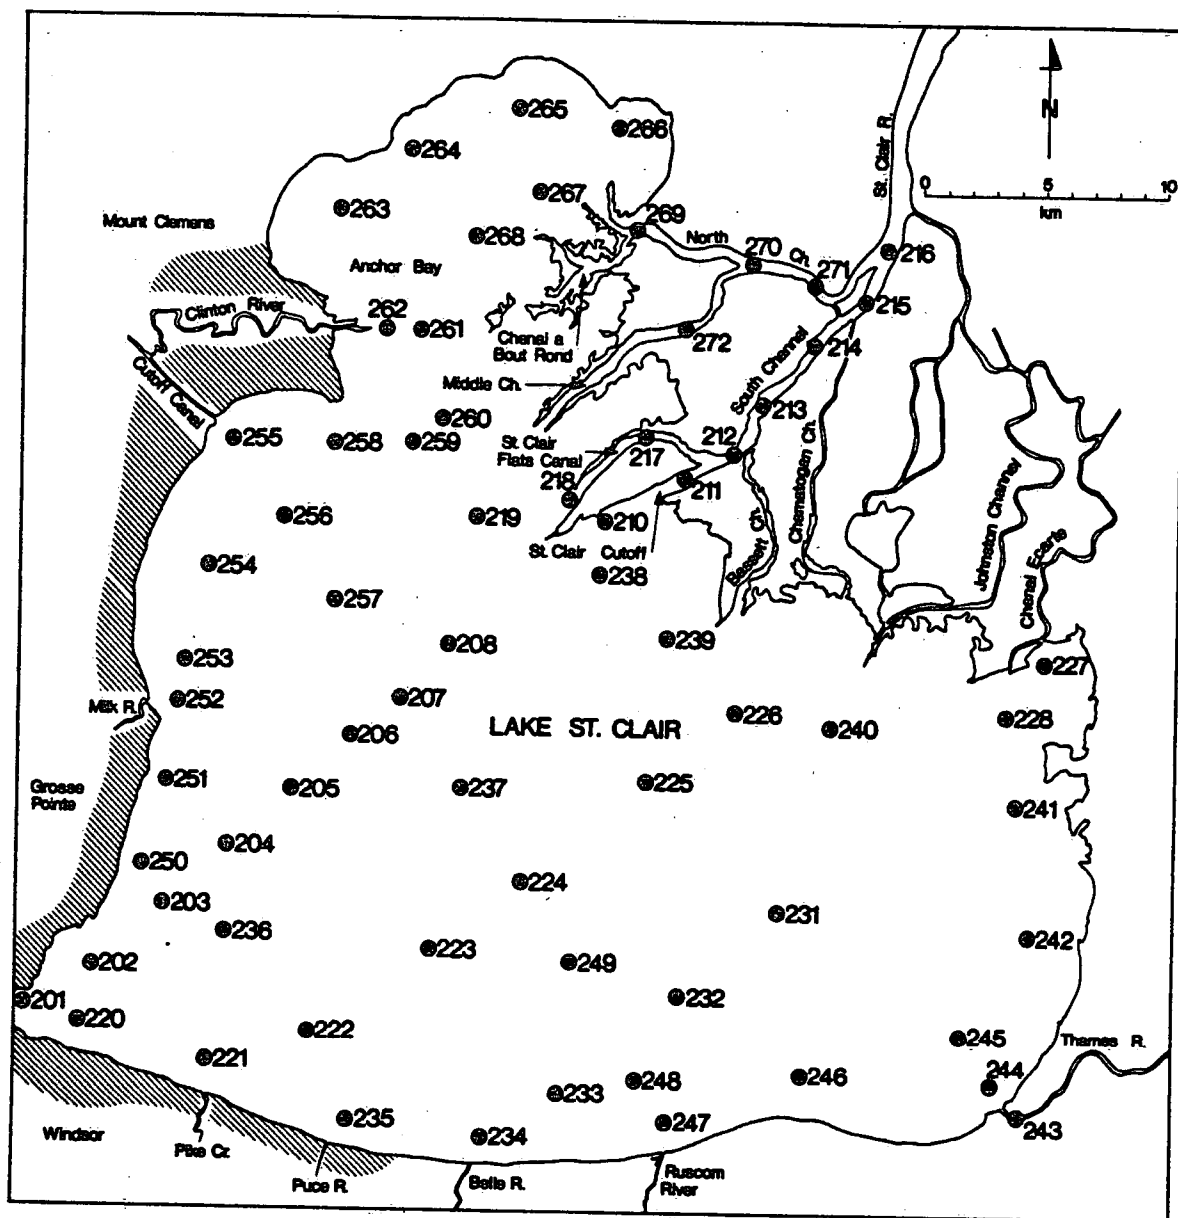 265
266
264
St. Clair R.
N
0 5 10
km
267
263
Mount Clemens
269
268
North Ch.
216
270
Anchor Bay
271
Clinton River
262
261
215
Chenal a
Bout Rond
272
214
South Channel
Cutoff Canal
Middle Ch.
213
260
255
258
259
St. Clair
Flats Canal
217
212
Chematogan Ch.
218
211
Johnston Channel
256
219
210
St. Clair Cutoff
Bassett Ch.
Chenal Ecarte
254
238
257
208
239
253
227
Milk R.
252
207
226
228
206
LAKE ST. CLAIR
240
251
205
237
225
Grosse
Pointe
241
204
250
224
203
231
236
223
242
202
249
201
232
220
222
245
Thames R.
221
244
248
246
233
235
247
243
234
Windsor
Pike Cr.
Puce R.
Belle R.
Ruscom
River